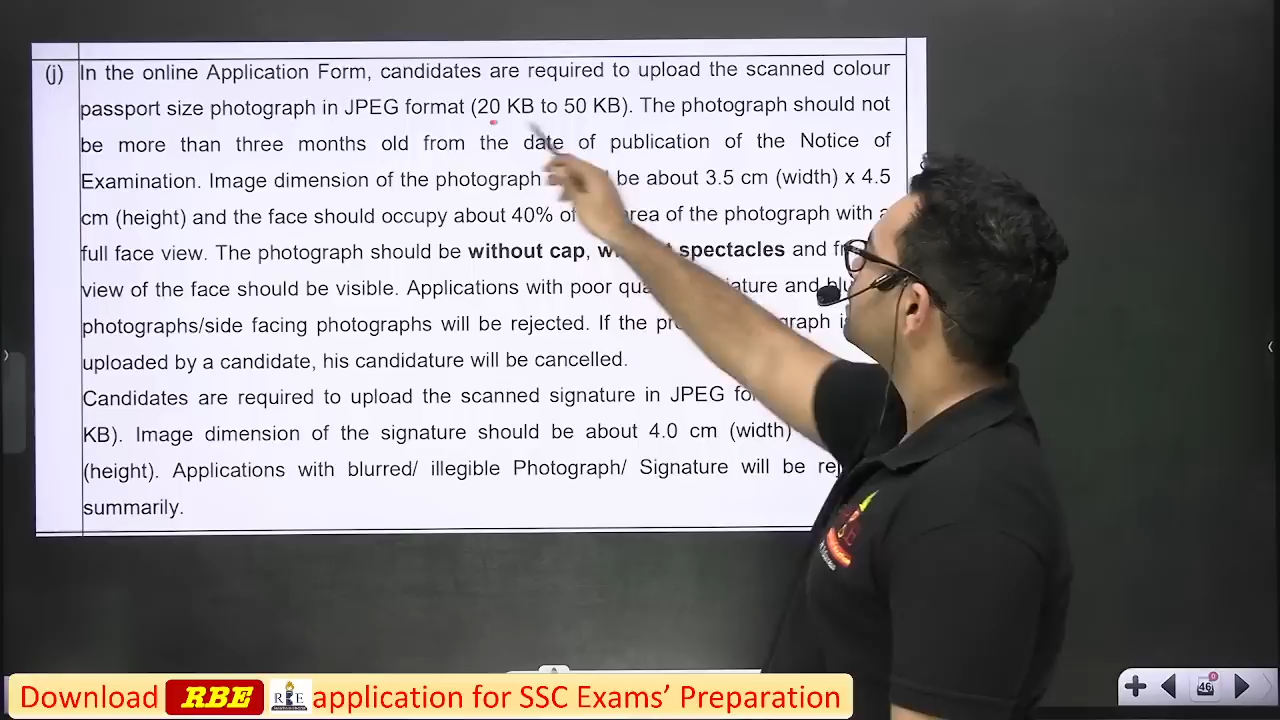 (j) In the online Application Form, candidates are required to upload the scanned colour
passport size photograph in JPEG format (20 KB to 50 KB). The photograph should not
be more than three months old from the date of publication of the Notice of
Examination. Image dimension of the photograph be about 3.5 cm (width) x 4.5
cm (height) and the face should occupy about 40% of area of the photograph with a
full face view. The photograph should be without cap, spectacles and
view of the face should be visible. Applications with poor and
photographs/side facing photographs will be rejected. If the
uploaded by a candidate, his candidature will be cancelled.
Candidates are required to upload the scanned signature in JPEG
KB). Image dimension of the signature should be about 4.0 cm (width)
(height). Applications with blurred/ illegible Photograph/ Signature will be
summarily.
Download RBE RBE application for SSC Exams' Preparation
46
0